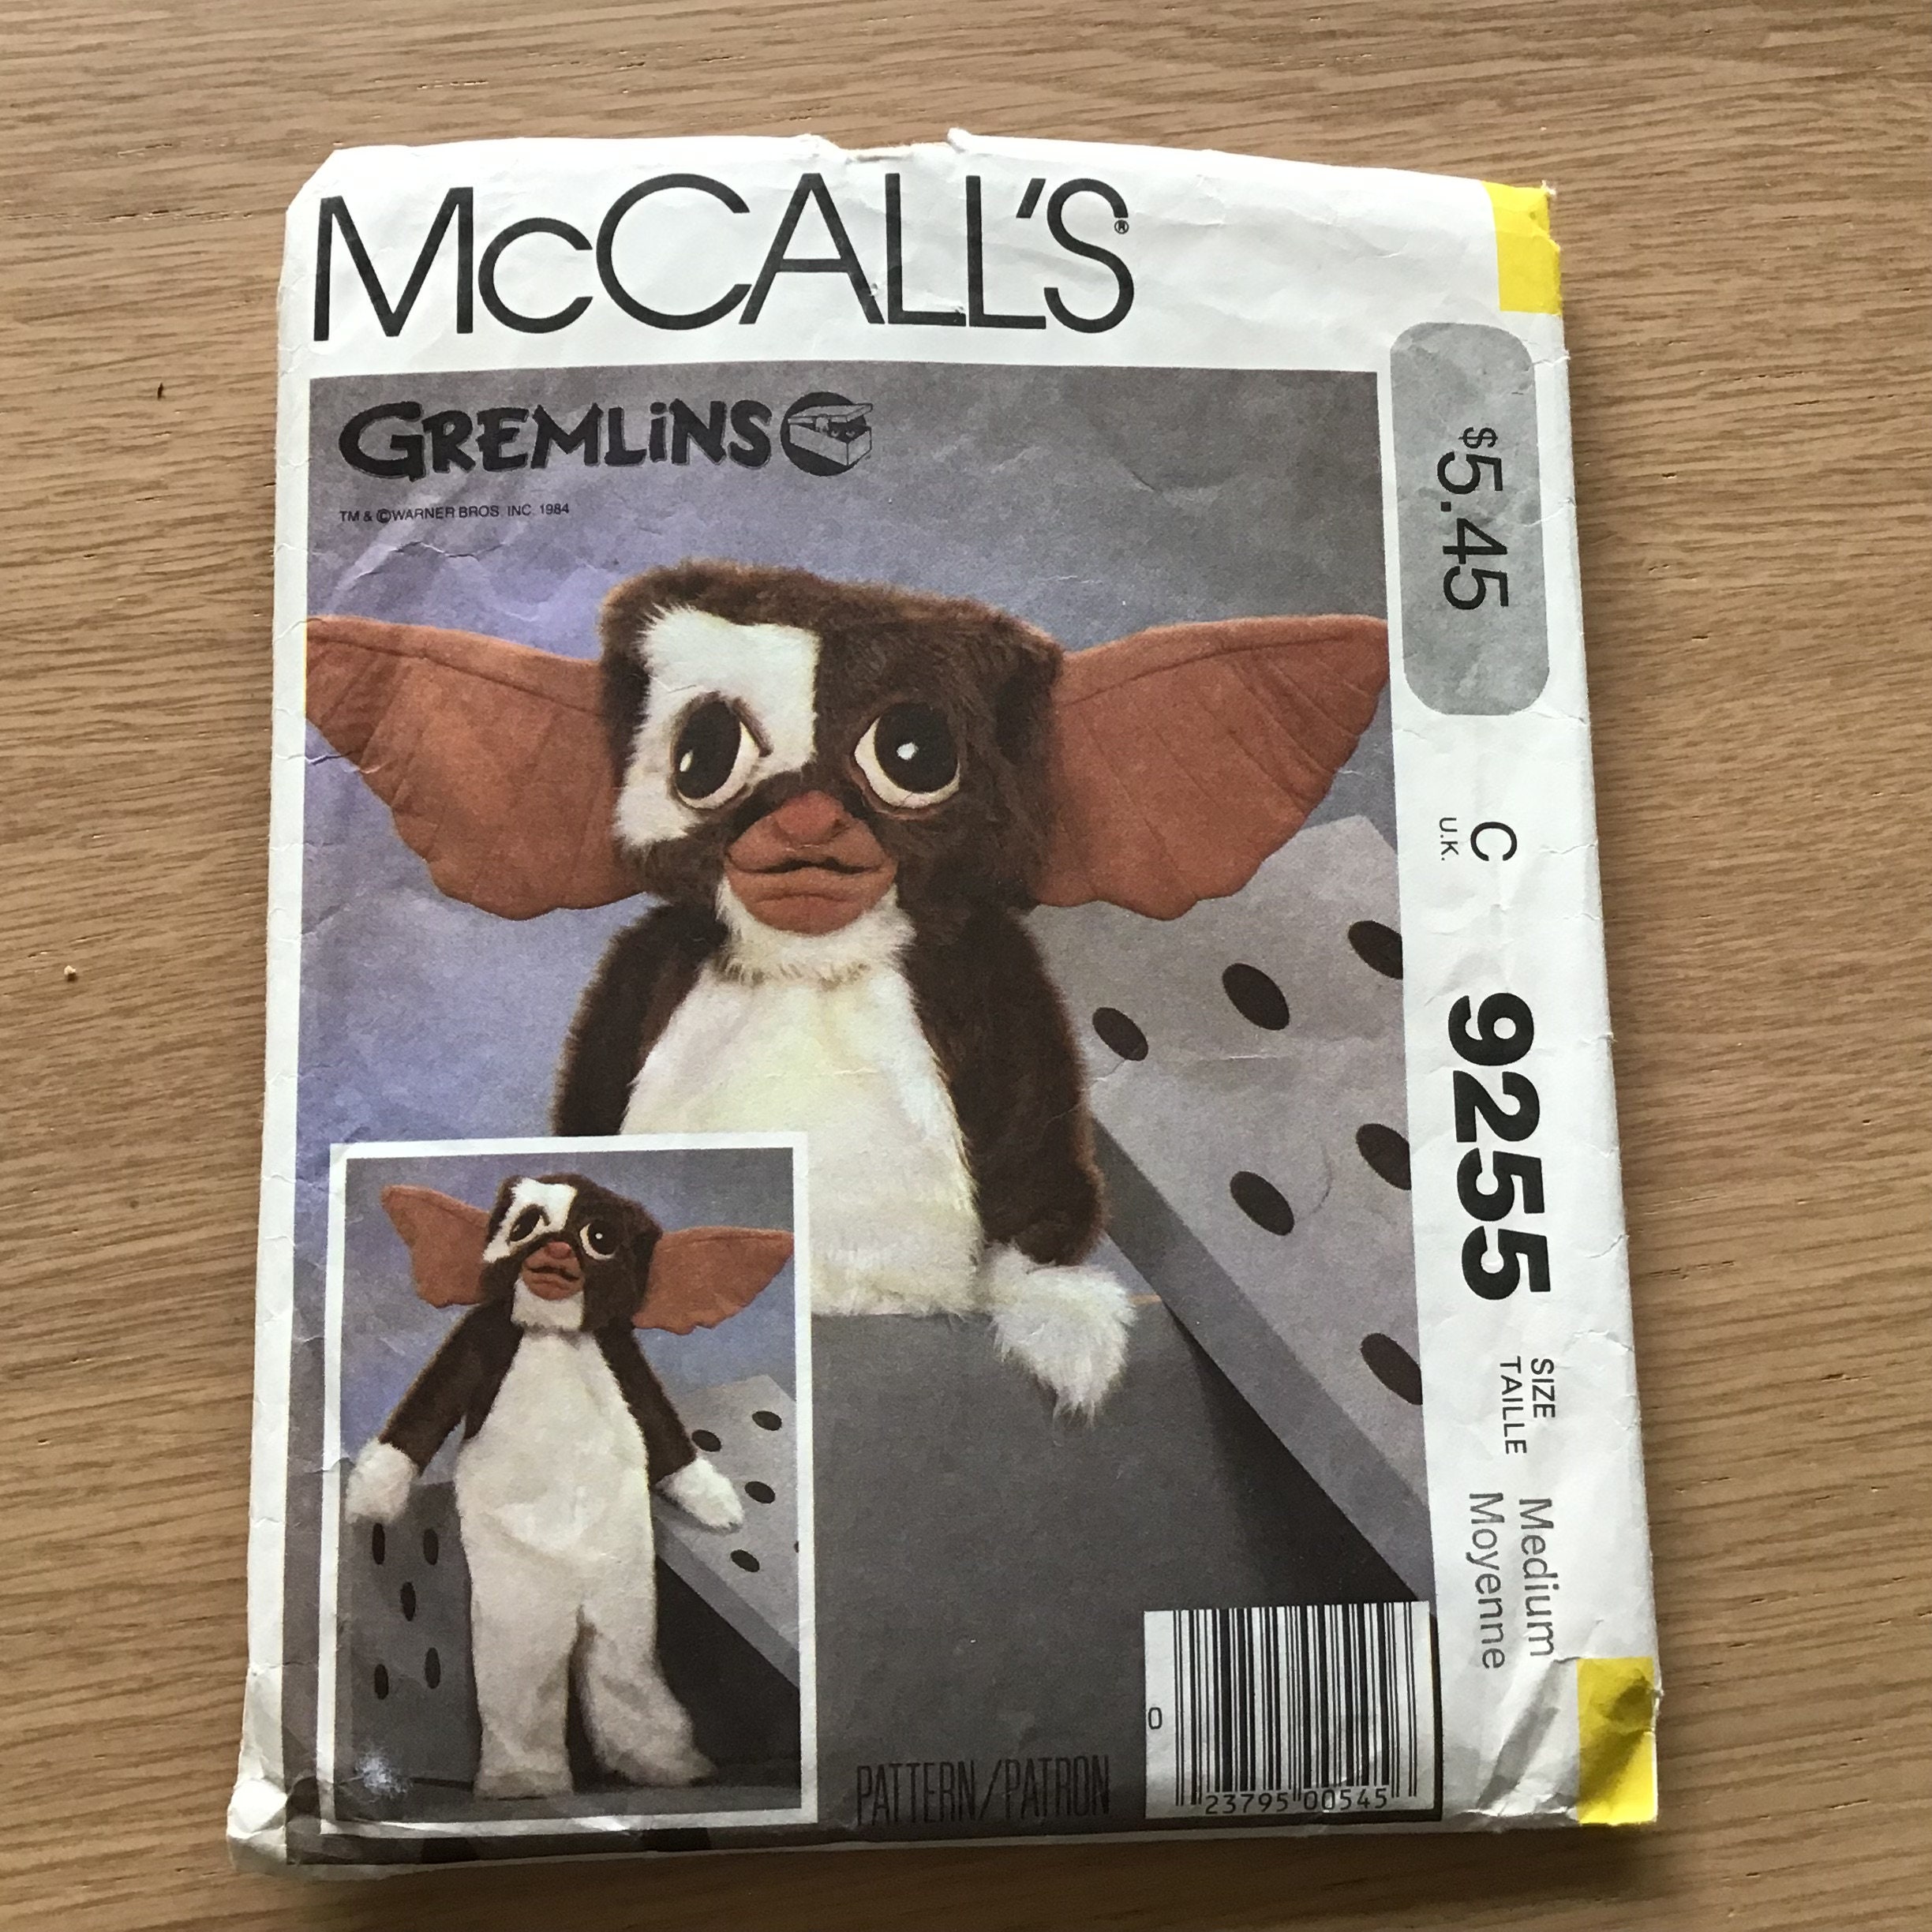 McCALL'S®
GREMLiNS
TM & ©WARNER BROS. INC. 1984
$5.45
C
U.K.
9255
SIZE
TAILLE
Medium
Moyenne
PATTERN/PATRON
0
23795 00545